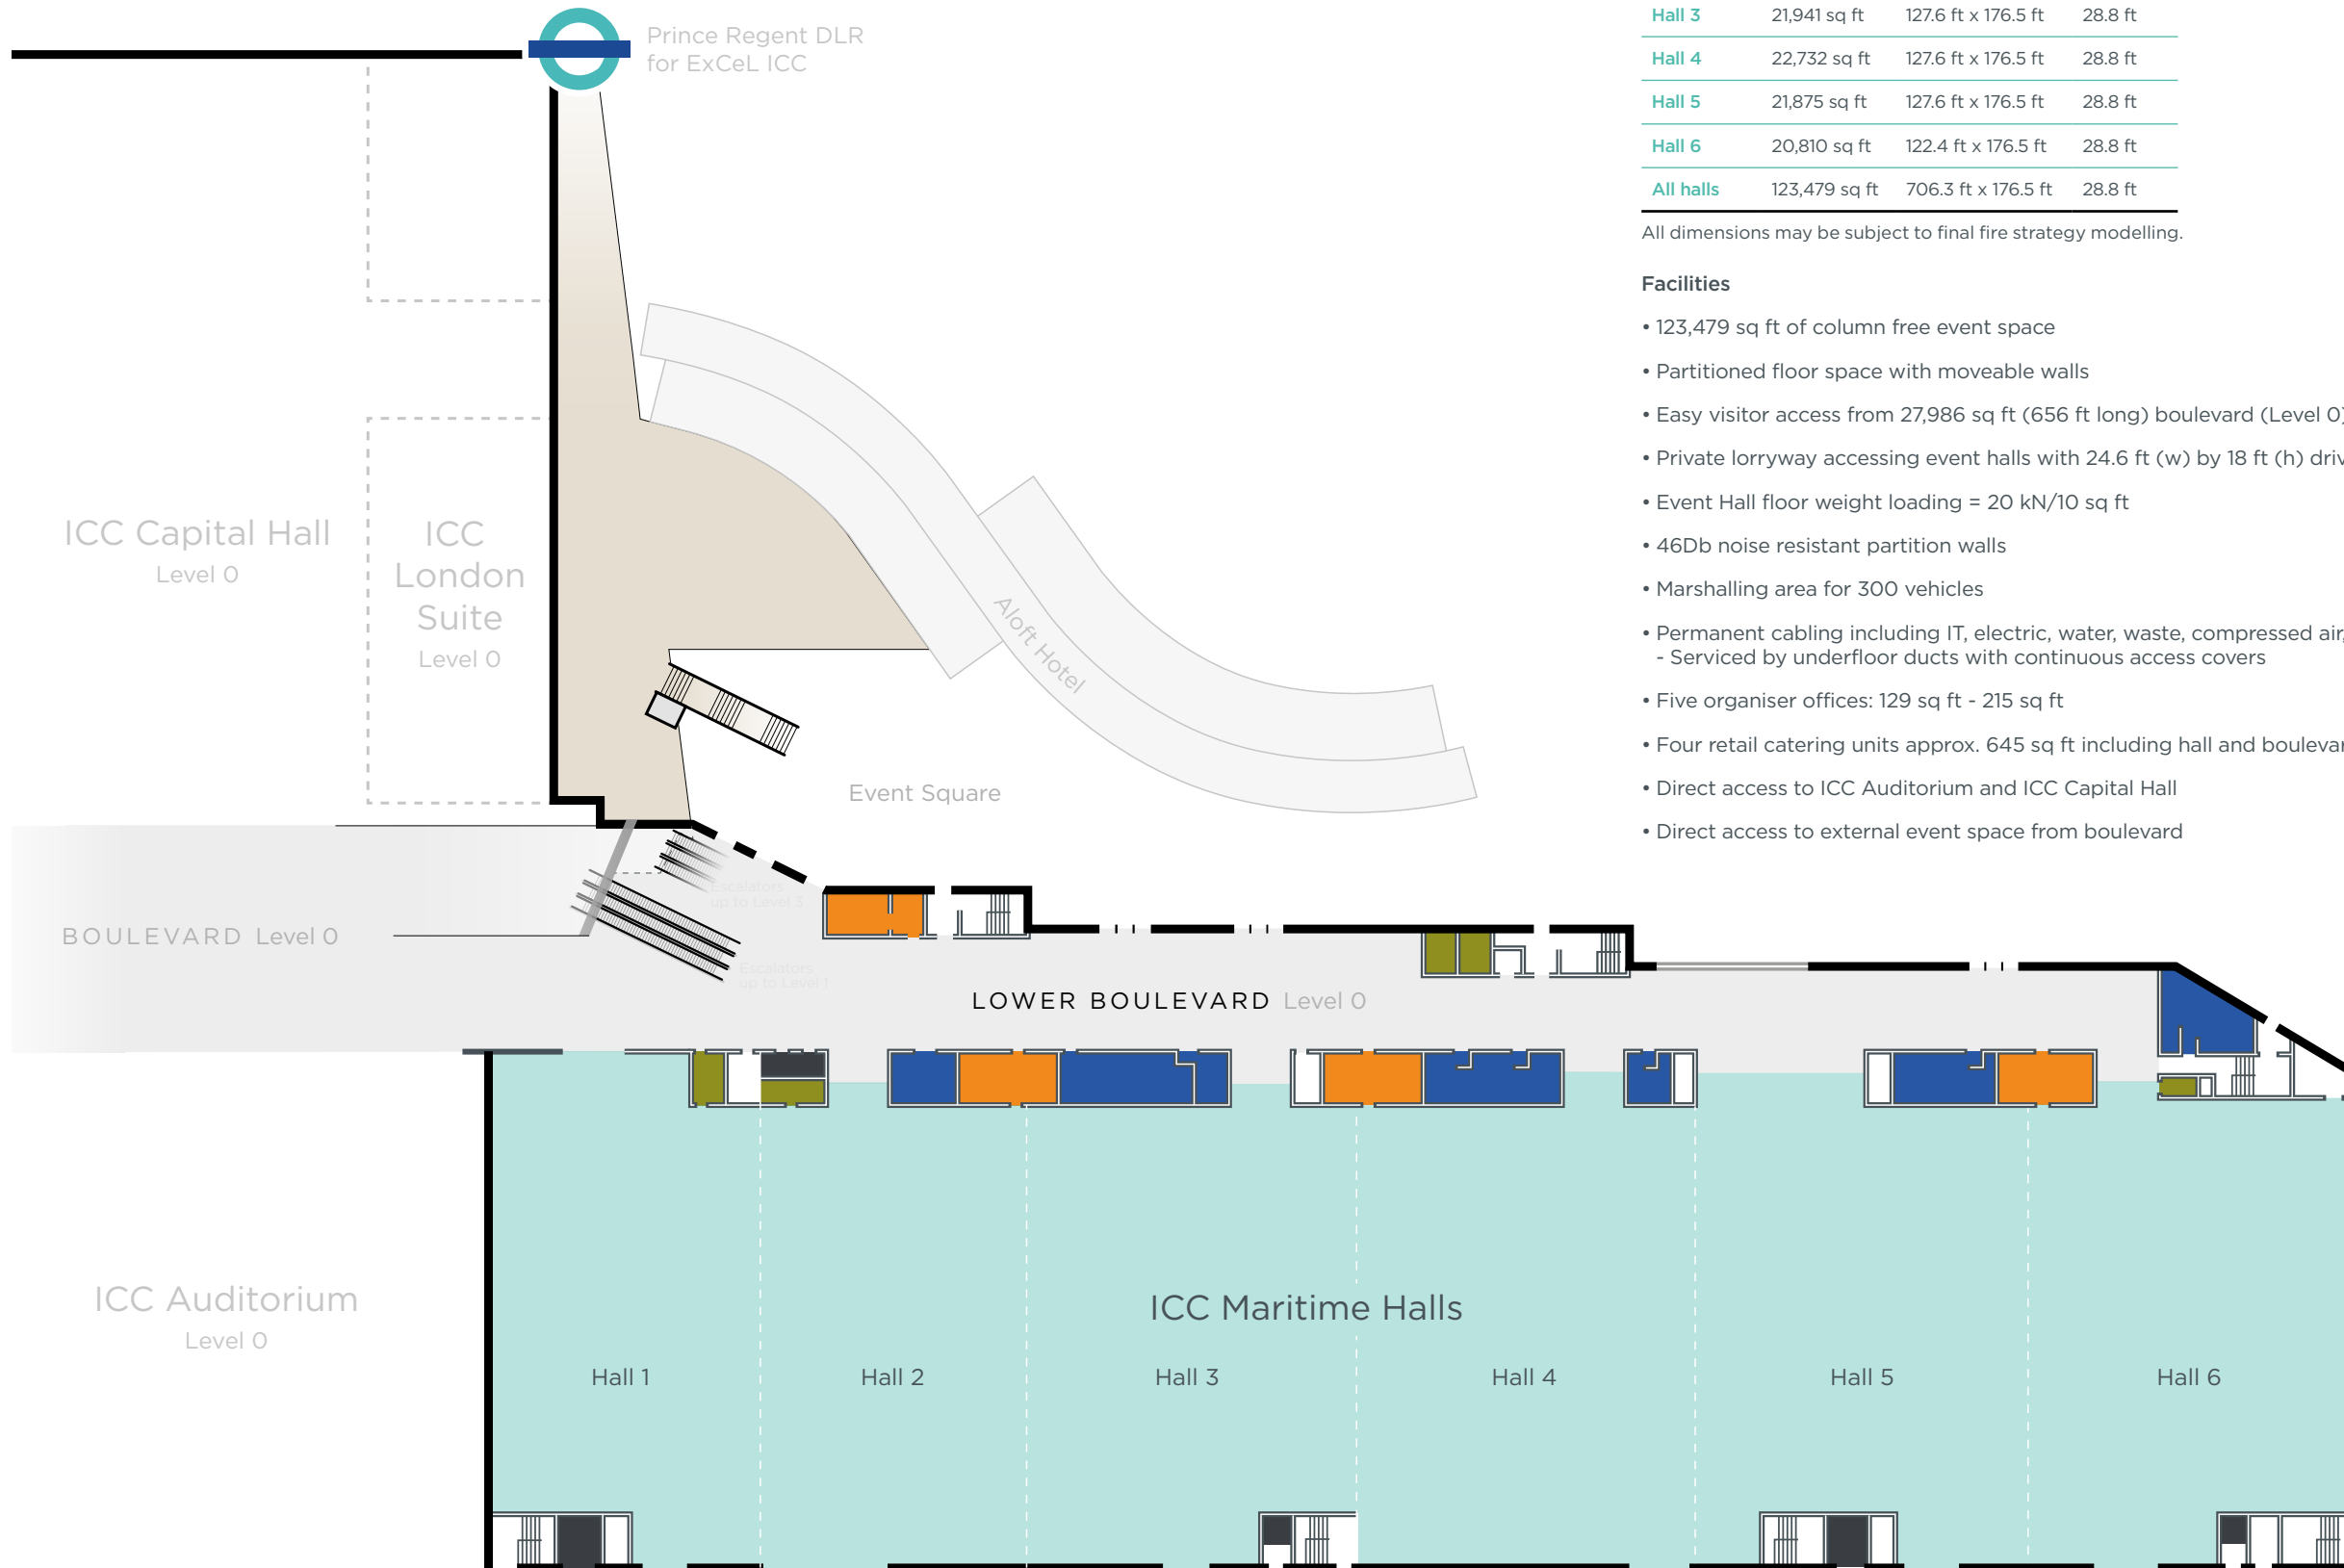 Prince Regent DLR
for ExCeL ICC
Hall 3 21,941 sq ft 127.6 ft x 176.5 ft 28.8 ft
Hall 4 22,732 sq ft 127.6 ft x 176.5 ft 28.8 ft
Hall 5 21,875 sq ft 127.6 ft x 176.5 ft 28.8 ft
Hall 6 20,810 sq ft 122.4 ft x 176.5 ft 28.8 ft
All halls 123,479 sq ft 706.3 ft x 176.5 ft 28.8 ft
All dimensions may be subject to final fire strategy modelling.
Facilities
• 123,479 sq ft of column free event space
• Partitioned floor space with moveable walls
• Easy visitor access from 27,986 sq ft (656 ft long) boulevard (Level 0)
• Private lorryway accessing event halls with 24.6 ft (w) by 18 ft (h)
• Event Hall floor weight loading = 20 kN/10 sq ft
• 46Db noise resistant partition walls
• Marshalling area for 300 vehicles
• Permanent cabling including IT, electric, water, waste, compressed air,
- Serviced by underfloor ducts with continuous access covers
• Five organiser offices: 129 sq ft - 215 sq ft
• Four retail catering units approx. 645 sq ft including hall and
• Direct access to ICC Auditorium and ICC Capital Hall
• Direct access to external event space from boulevard
ICC Capital Hall
Level 0
ICC
London
Suite
Level 0
Aloft Hotel
Event Square
Escalators
up to Level 3
BOULEVARD Level 0
Escalators
up to Level 1
LOWER BOULEVARD Level 0
ICC Auditorium
Level 0
ICC Maritime Halls
Hall 1
Hall 2
Hall 3
Hall 4
Hall 5
Hall 6